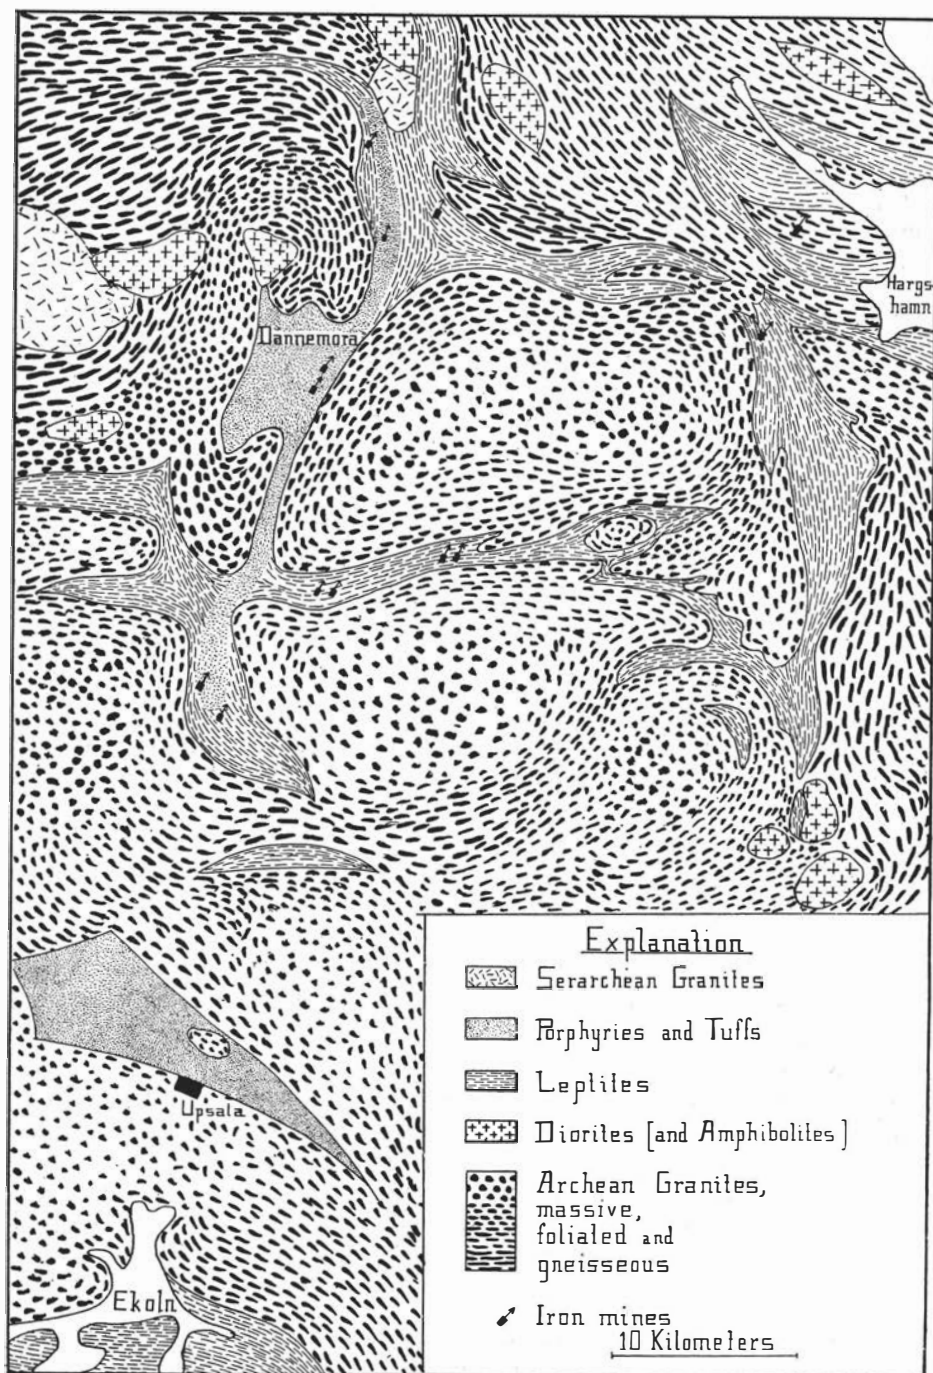 Hargs-
hamn
Dannemora
Upsala
Ekoln
Explanation
Serarchean Granites
Porphyries and Tuffs
Leptites
Diorites [and Amphibolites]
Archean Granites,
massive,
foliated and
gneisseous
Iron mines
10 Kilometers